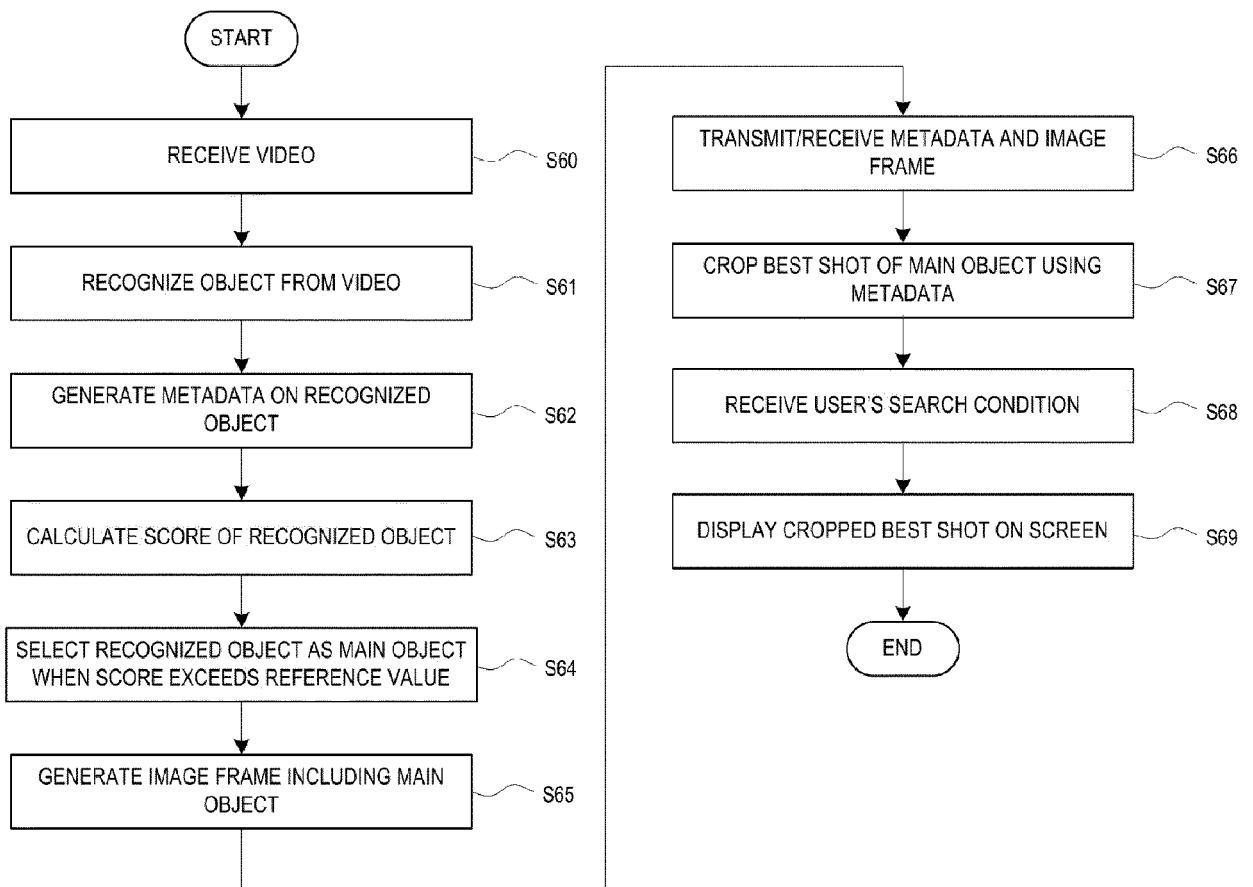 START
RECEIVE VIDEO
S60
RECOGNIZE OBJECT FROM VIDEO
S61
GENERATE METADATA ON RECOGNIZED
OBJECT
S62
CALCULATE SCORE OF RECOGNIZED OBJECT
S63
SELECT RECOGNIZED OBJECT AS MAIN OBJECT
WHEN SCORE EXCEEDS REFERENCE VALUE
S64
GENERATE IMAGE FRAME INCLUDING MAIN
OBJECT
S65
TRANSMIT/RECEIVE METADATA AND IMAGE
FRAME
S66
CROP BEST SHOT OF MAIN OBJECT USING
METADATA
S67
RECEIVE USER'S SEARCH CONDITION
S68
DISPLAY CROPPED BEST SHOT ON SCREEN
S69
END